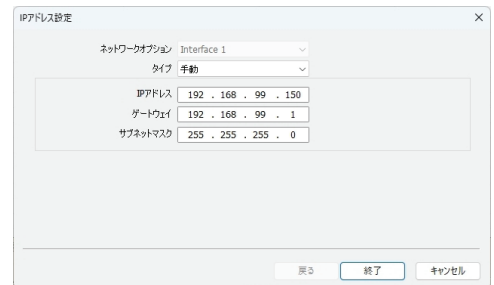 IPアドレス設定
ネットワークオプション Interface 1
タイプ 手動
IPアドレス 192 . 168 . 99 . 150
ゲートウェイ 192 . 168 . 99 . 1
サブネットマスク 255 . 255 . 255 . 0
戻る 終了 キャンセル